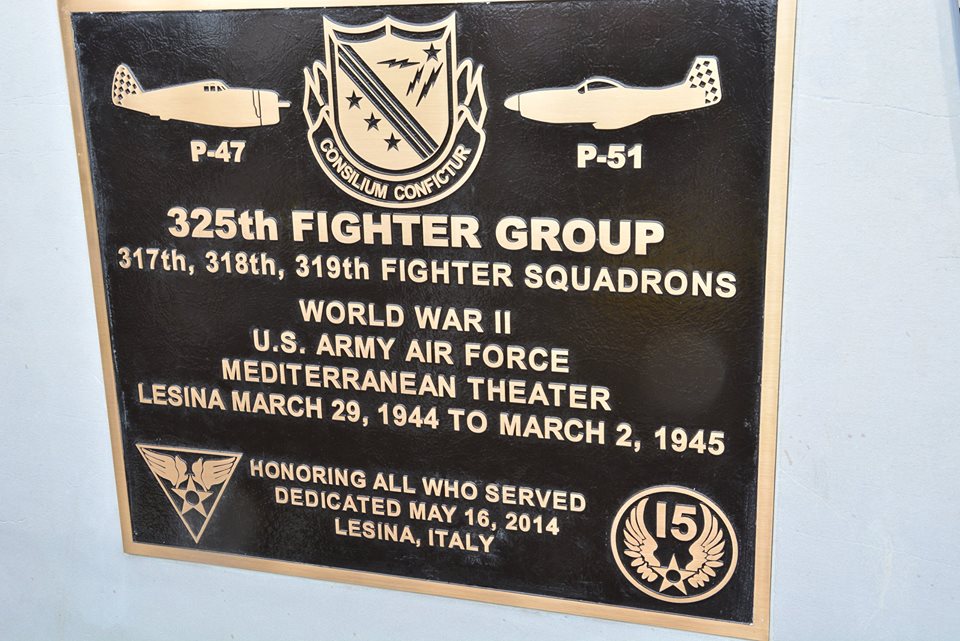 P-47
P-51
CONSILIUM CONFICTUR
325th FIGHTER GROUP
317th, 318th, 319th FIGHTER SQUADRONS
WORLD WAR II
U.S. ARMY AIR FORCE
MEDITERRANEAN THEATER
LESINA MARCH 29, 1944 TO MARCH 2, 1945
HONORING ALL WHO SERVED
DEDICATED MAY 16, 2014
LESINA, ITALY
15